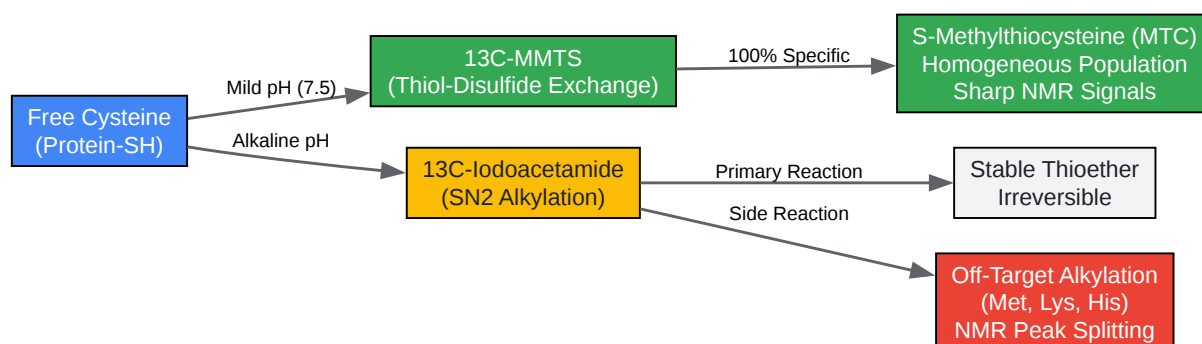 Free Cysteine
(Protein-SH)
Mild pH (7.5)
Alkaline pH
13C-MMTS
(Thiol-Disulfide Exchange)
100% Specific
S-Methylthiocysteine (MTC)
Homogeneous Population
Sharp NMR Signals
13C-Iodoacetamide
(SN2 Alkylation)
Primary Reaction
Side Reaction
Stable Thioether
Irreversible
Off-Target Alkylation
(Met, Lys, His)
NMR Peak Splitting